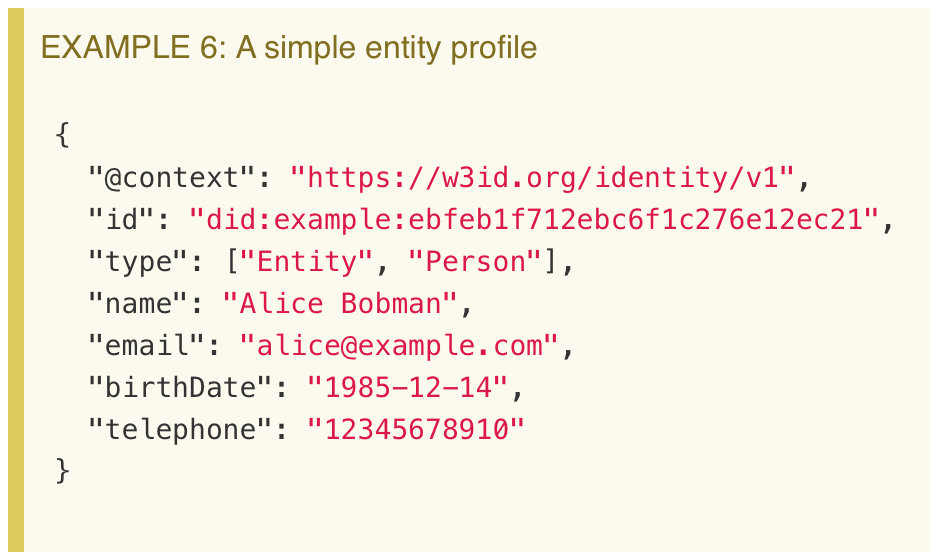 EXAMPLE 6: A simple entity profile
{
"@context": "https://w3id.org/identity/v1",
"id": "did:example:ebfeb1f712ebc6f1c276e12ec21",
"type": ["Entity", "Person"],
"name": "Alice Bobman",
"email": "alice@example.com",
"birthDate": "1985-12-14",
"telephone": "12345678910"
}